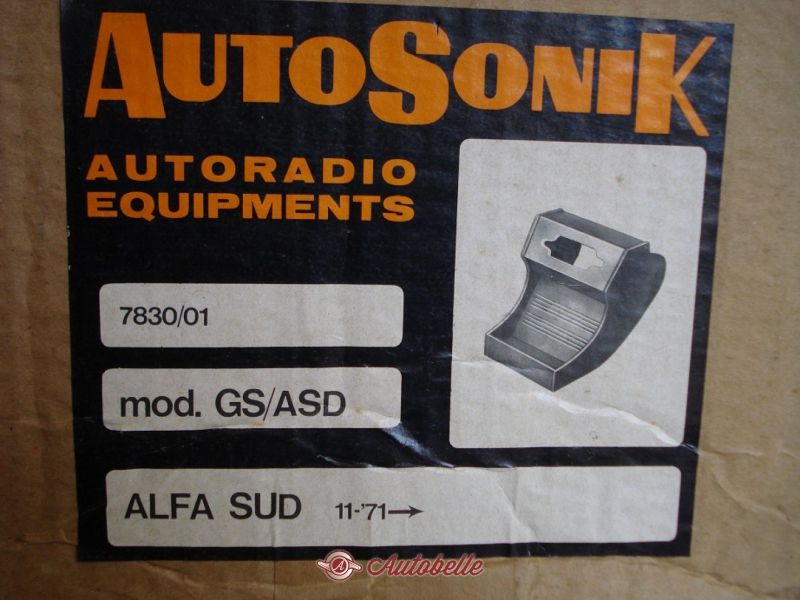 AUTOSONIK
AUTORADIO
EQUIPMENTS
7830/01
mod. GS/ASD
ALFA SUD 11-'71→
A Autobelle